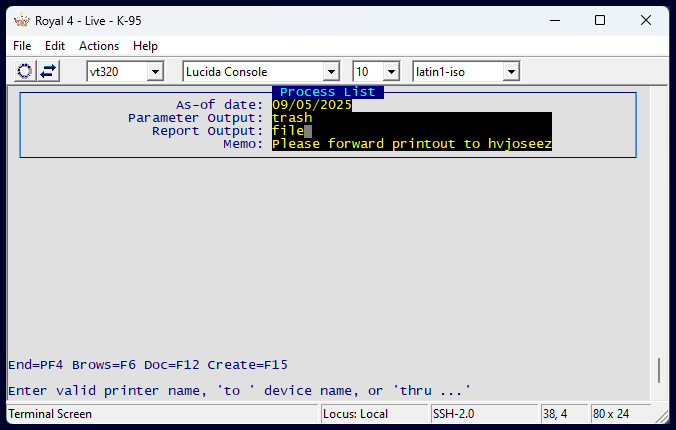 Royal 4 - Live - K-95
File Edit Actions Help
vt320 Lucida Console 10 latin1-iso
Process List
As-of date: 09/05/2025
Parameter Output: trash
Report Output: file
Memo: Please forward printout to hvjoseez
End=PF4 Brows=F6 Doc=F12 Create=F15
Enter valid printer name, 'to ' device name, or 'thru ...'
Terminal Screen Locus: Local SSH-2.0 38, 4 80 x 24